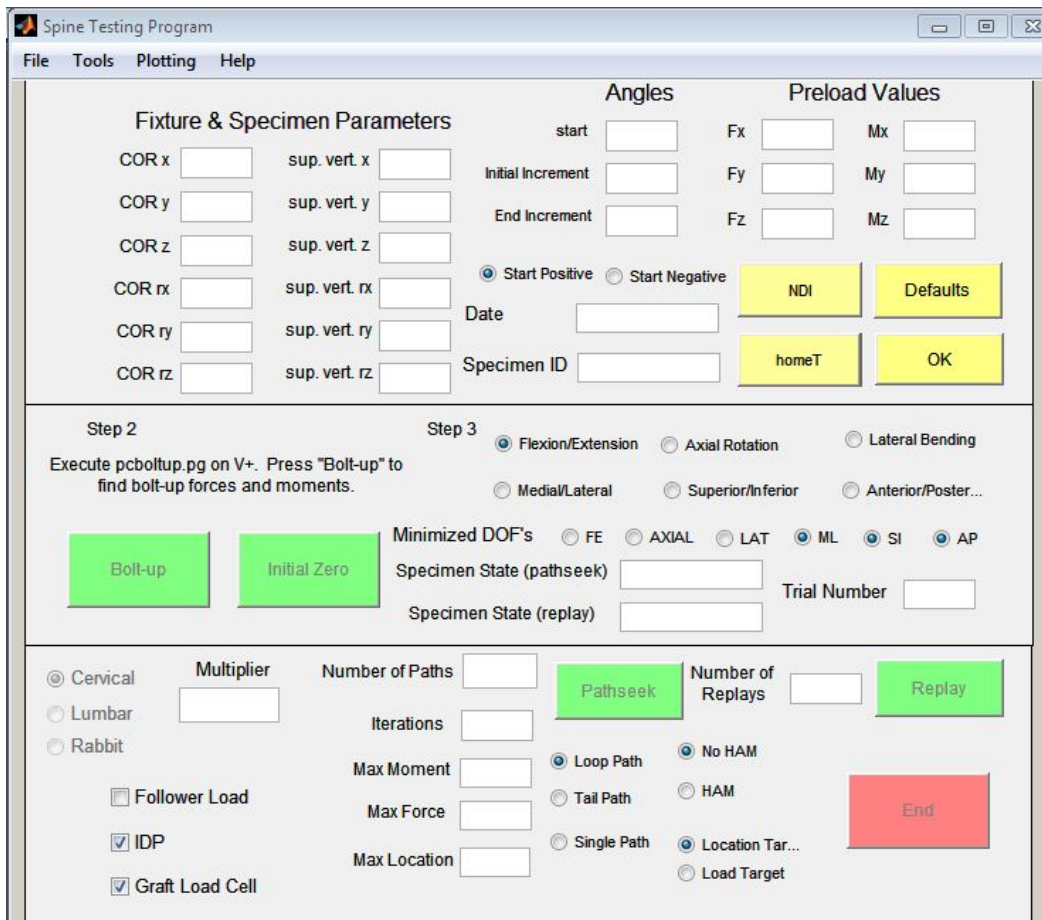 Spine Testing Program
File Tools Plotting Help
Fixture & Specimen Parameters
COR x
COR y
COR z
COR rx
COR ry
COR rz
sup. vert. x
sup. vert. y
sup. vert. z
sup. vert. rx
sup. vert. ry
sup. vert. rz
Angles
start
Initial Increment
End Increment
Start Positive
Start Negative
Date
Specimen ID
Preload Values
Fx
Mx
Fy
My
Fz
Mz
NDI
Defaults
homeT
OK
Step 2
Execute pcboltup.pg on V+. Press "Bolt-up" to
find bolt-up forces and moments.
Bolt-up
Initial Zero
Step 3
Flexion/Extension
Axial Rotation
Lateral Bending
Medial/Lateral
Superior/Inferior
Anterior/Poster...
Minimized DOF's FE AXIAL LAT ML SI AP
Specimen State (pathseek)
Specimen State (replay)
Trial Number
Cervical
Lumbar
Rabbit
Multiplier
Follower Load
IDP
Graft Load Cell
Number of Paths
Iterations
Max Moment
Max Force
Max Location
Pathseek
Number of
Replays
Replay
Loop Path
Tail Path
Single Path
No HAM
HAM
Location Tar...
Load Target
End